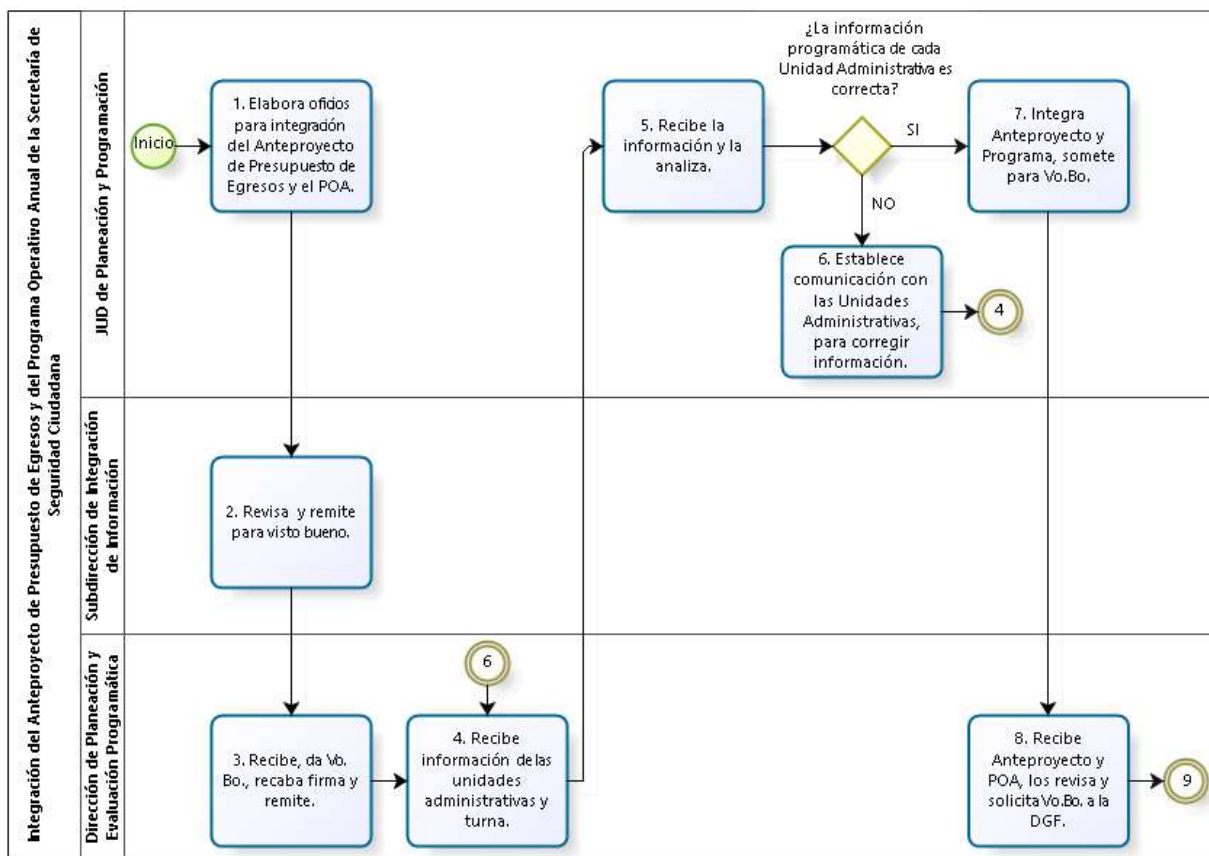 Integración del Anteproyecto de Presupuesto de Egresos y del Programa Operativo Anual de la Secretaría de
Seguridad Ciudadana
JUD de Planeación y Programación
Inicio
1. Elabora oficios
para integración
del Anteproyecto
de Presupuesto de
Egresos y el POA.
5. Recibe la
información y la
analiza.
¿La información
programática de cada
Unidad Administrativa es
correcta?
SI
NO
7. Integra
Anteproyecto y
Programa, somete
para Vo.Bo.
6. Establece
comunicación con
las Unidades
Administrativas,
para corregir
información.
4
Subdirección de Integración
de Información
2. Revisa y remite
para visto bueno.
Dirección de Planeación y
Evaluación Programática
3. Recibe, da Vo.
Bo., recaba firma y
remite.
6
4. Recibe
información de las
unidades
administrativas y
turna.
8. Recibe
Anteproyecto y
POA, los revisa y
solicita Vo.Bo. a la
DGF.
9